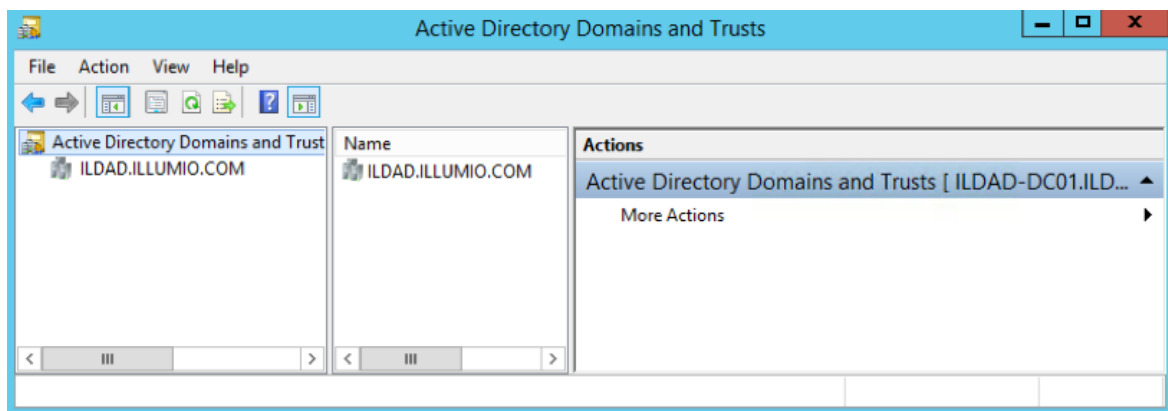 Active Directory Domains and Trusts
File Action View Help
Active Directory Domains and Trust
ILDAD.ILLUMIO.COM
Name
ILDAD.ILLUMIO.COM
Actions
Active Directory Domains and Trusts [ ILDAD-DC01.ILD...
More Actions